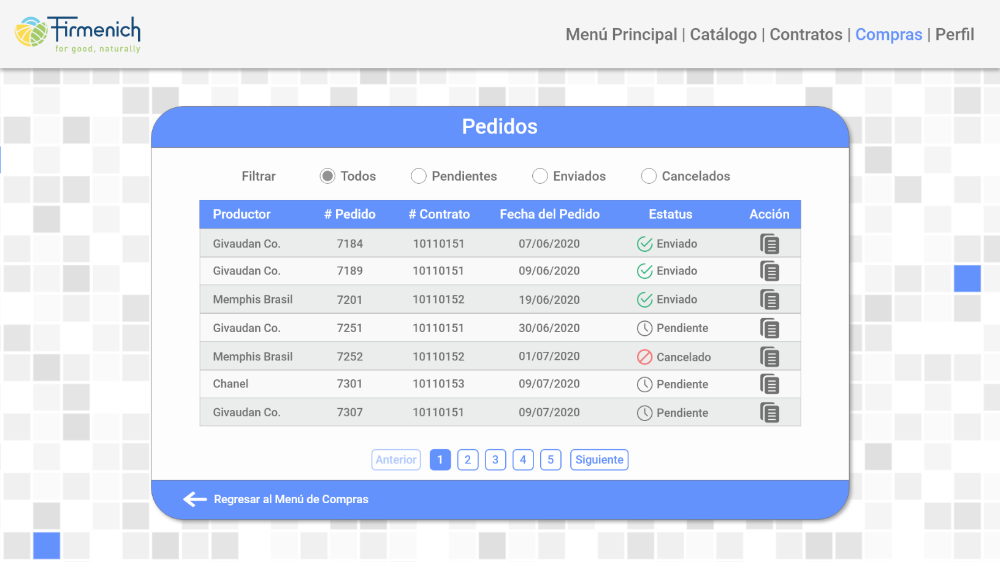 Firmenich
for good, naturally
Menú Principal | Catálogo | Contratos | Compras | Perfil
Pedidos
Filtrar Todos Pendientes Enviados Cancelados
Productor # Pedido # Contrato Fecha del Pedido Estatus Acción
Givaudan Co. 7184 10110151 07/06/2020 Enviado
Givaudan Co. 7189 10110151 09/06/2020 Enviado
Memphis Brasil 7201 10110152 19/06/2020 Enviado
Givaudan Co. 7251 10110151 30/06/2020 Pendiente
Memphis Brasil 7252 10110152 01/07/2020 Cancelado
Chanel 7301 10110153 09/07/2020 Pendiente
Givaudan Co. 7307 10110151 09/07/2020 Pendiente
Anterior 1 2 3 4 5 Siguiente
Regresar al Menú de Compras